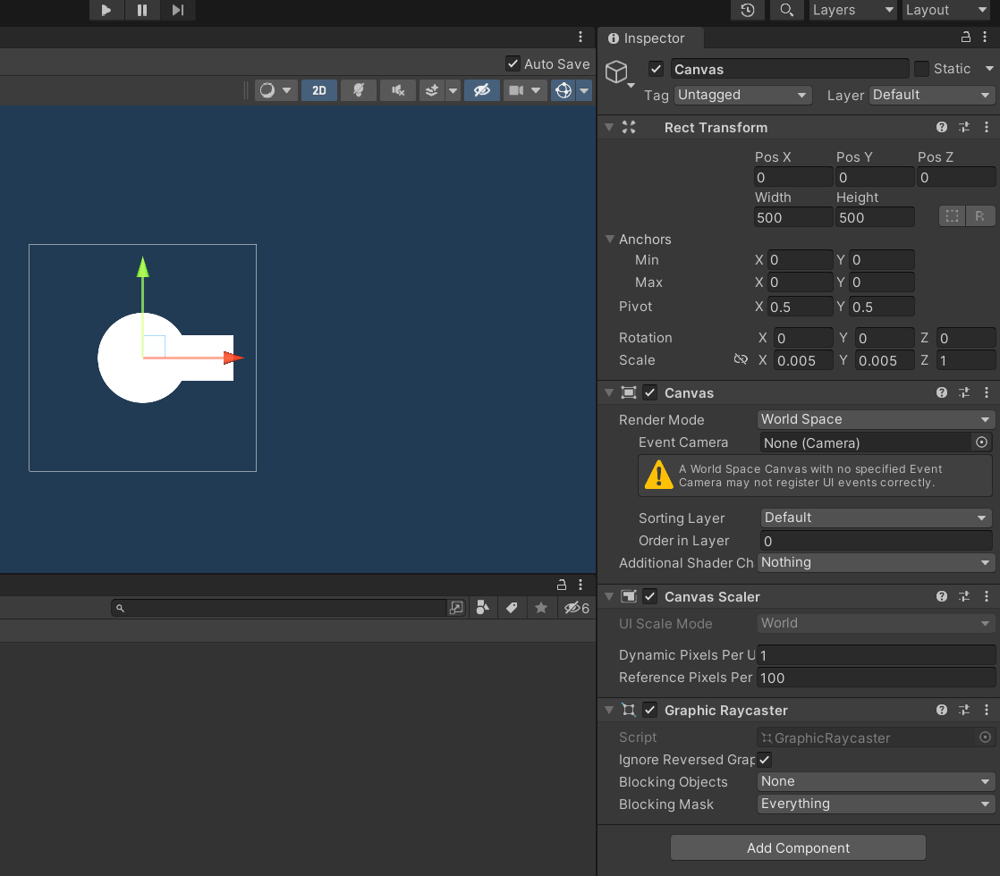 Layers Layout
Inspector
Auto Save
Canvas Static
2D
Tag Untagged Layer Default
Rect Transform
Pos X Pos Y Pos Z
0 0 0
Width Height
500 500 R
Anchors
Min X 0 Y 0
Max X 0 Y 0
Pivot X 0.5 Y 0.5
Rotation X 0 Y 0 Z 0
Scale X 0.005 Y 0.005 Z 1
Canvas
Render Mode World Space
Event Camera None (Camera)
A World Space Canvas with no specified Event
Camera may not register UI events correctly.
Sorting Layer Default
Order in Layer 0
Additional Shader Ch Nothing
6
Canvas Scaler
UI Scale Mode World
Dynamic Pixels Per U 1
Reference Pixels Per 100
Graphic Raycaster
Script GraphicRaycaster
Ignore Reversed Grap
Blocking Objects None
Blocking Mask Everything
Add Component